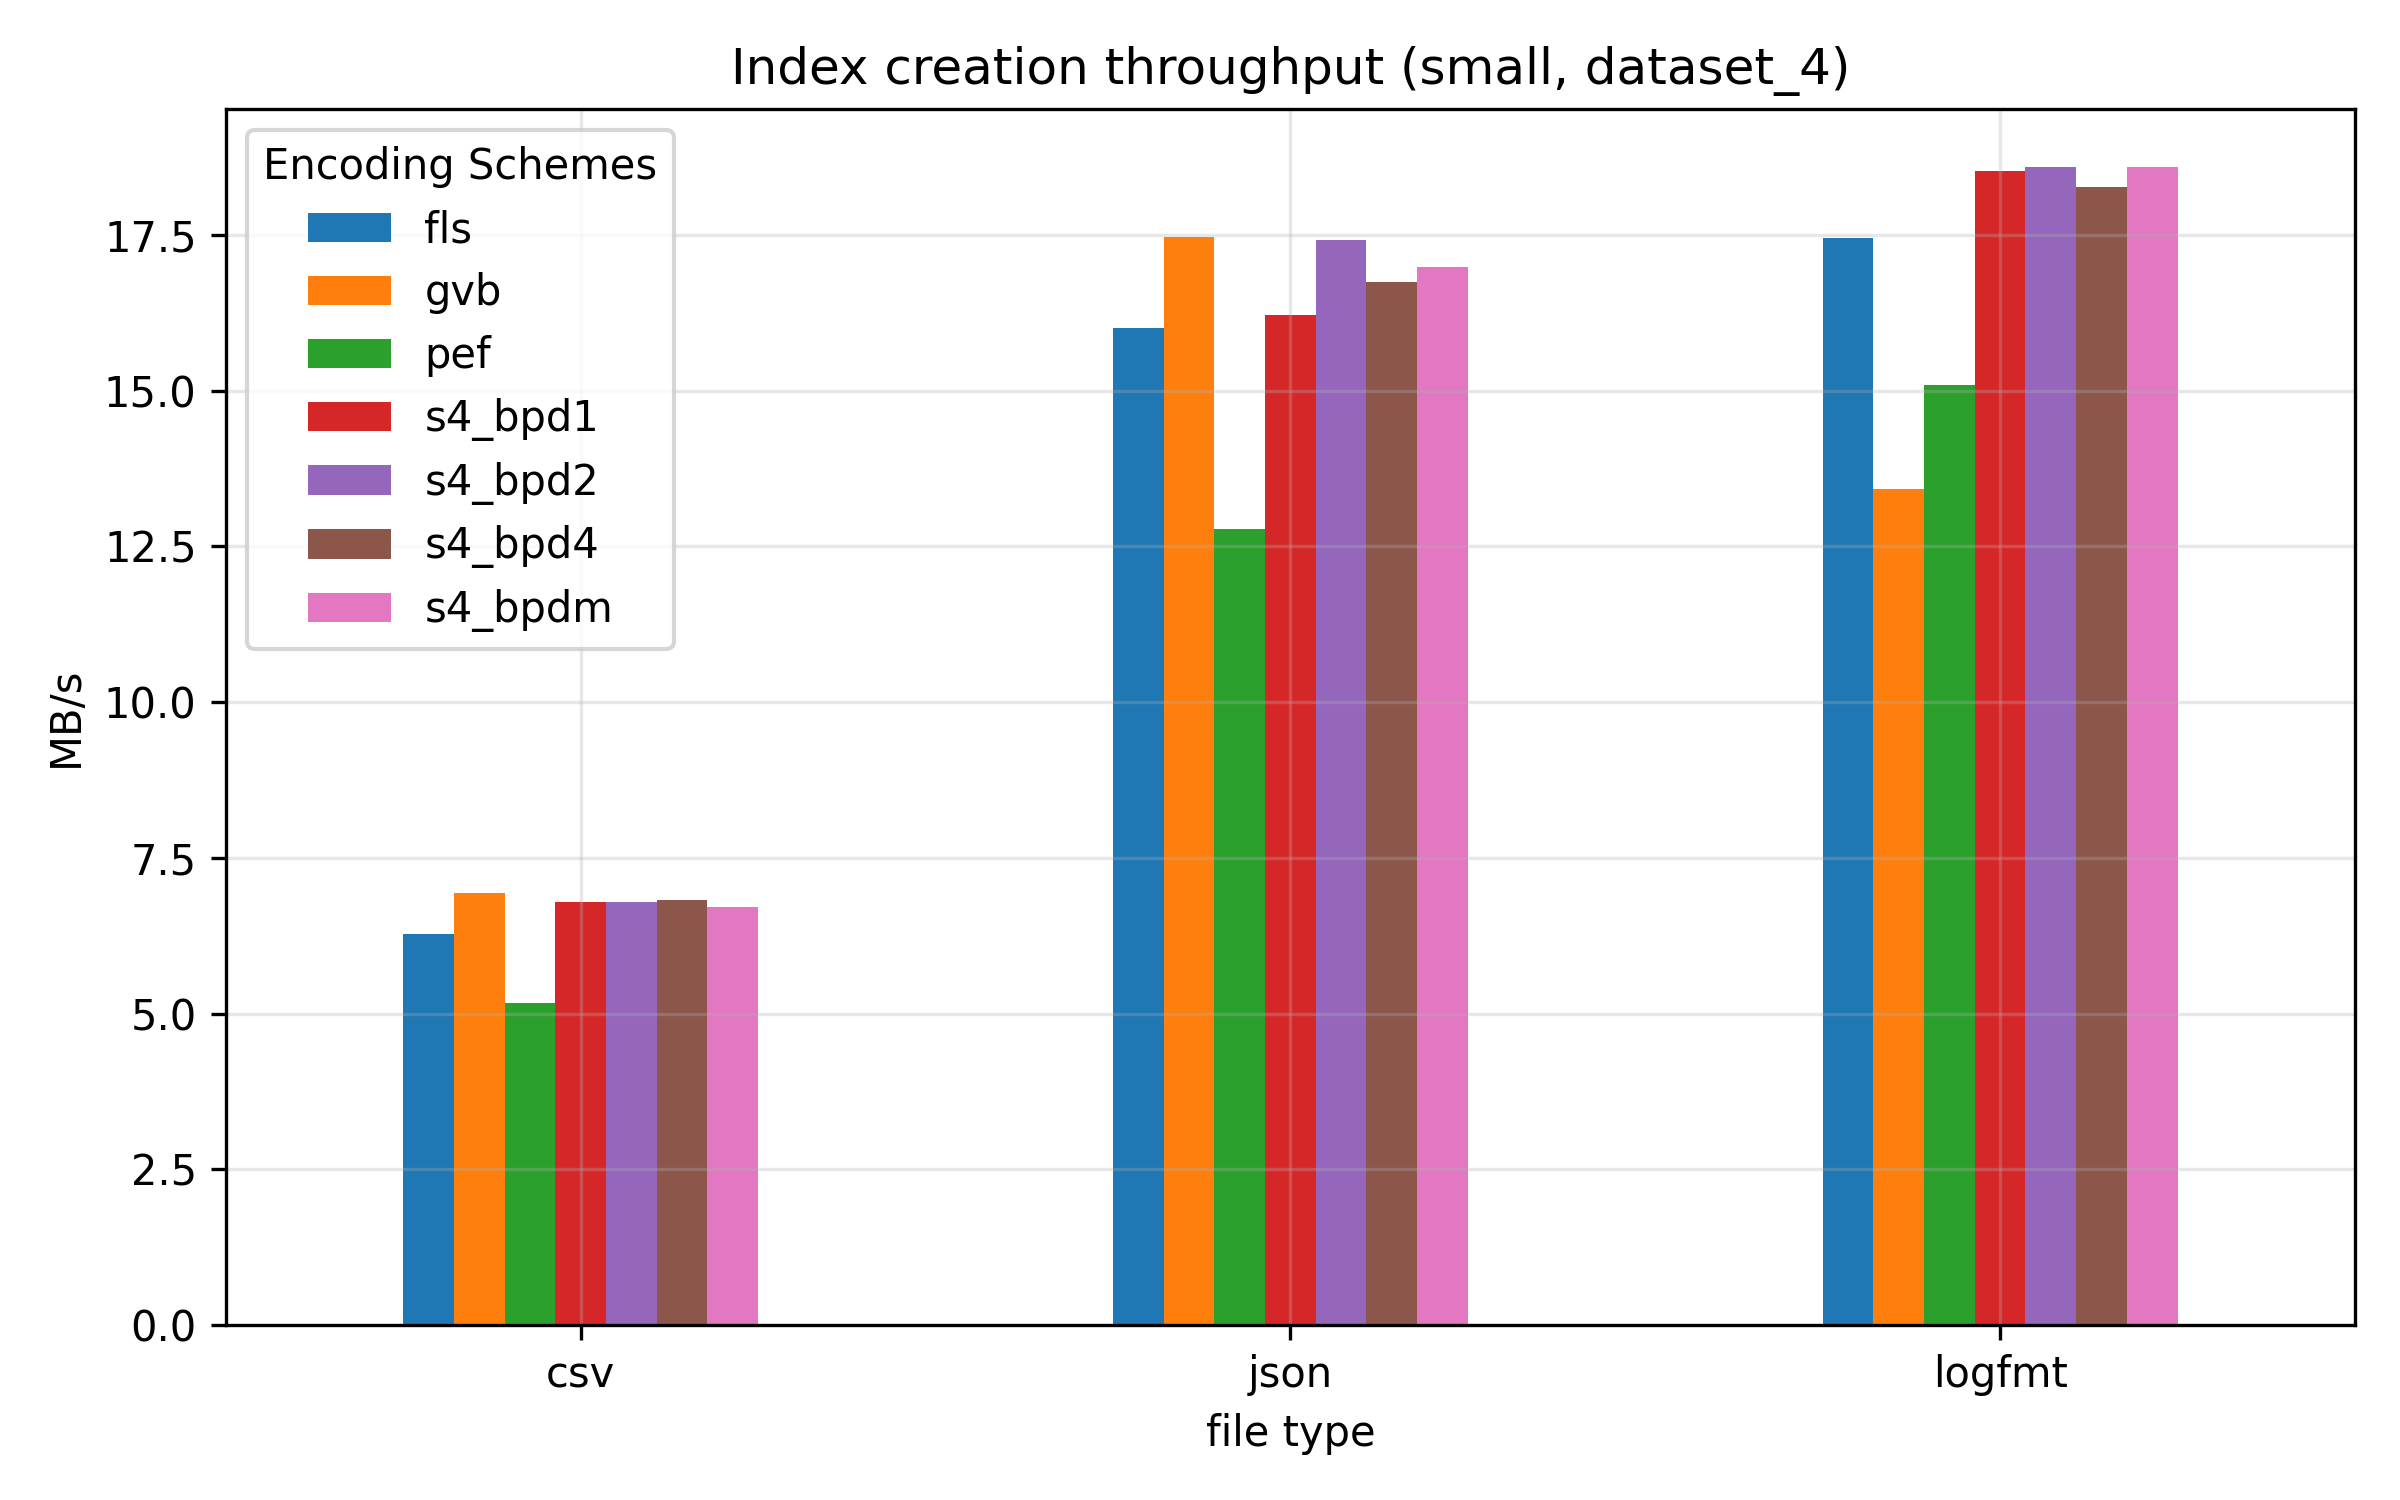 Index creation throughput (small, dataset_4)
Encoding Schemes
fls
gvb
pef
s4_bpd1
s4_bpd2
s4_bpd4
s4_bpdm
MB/s
17.5
15.0
12.5
10.0
7.5
5.0
2.5
0.0
csv
json
logfmt
file type